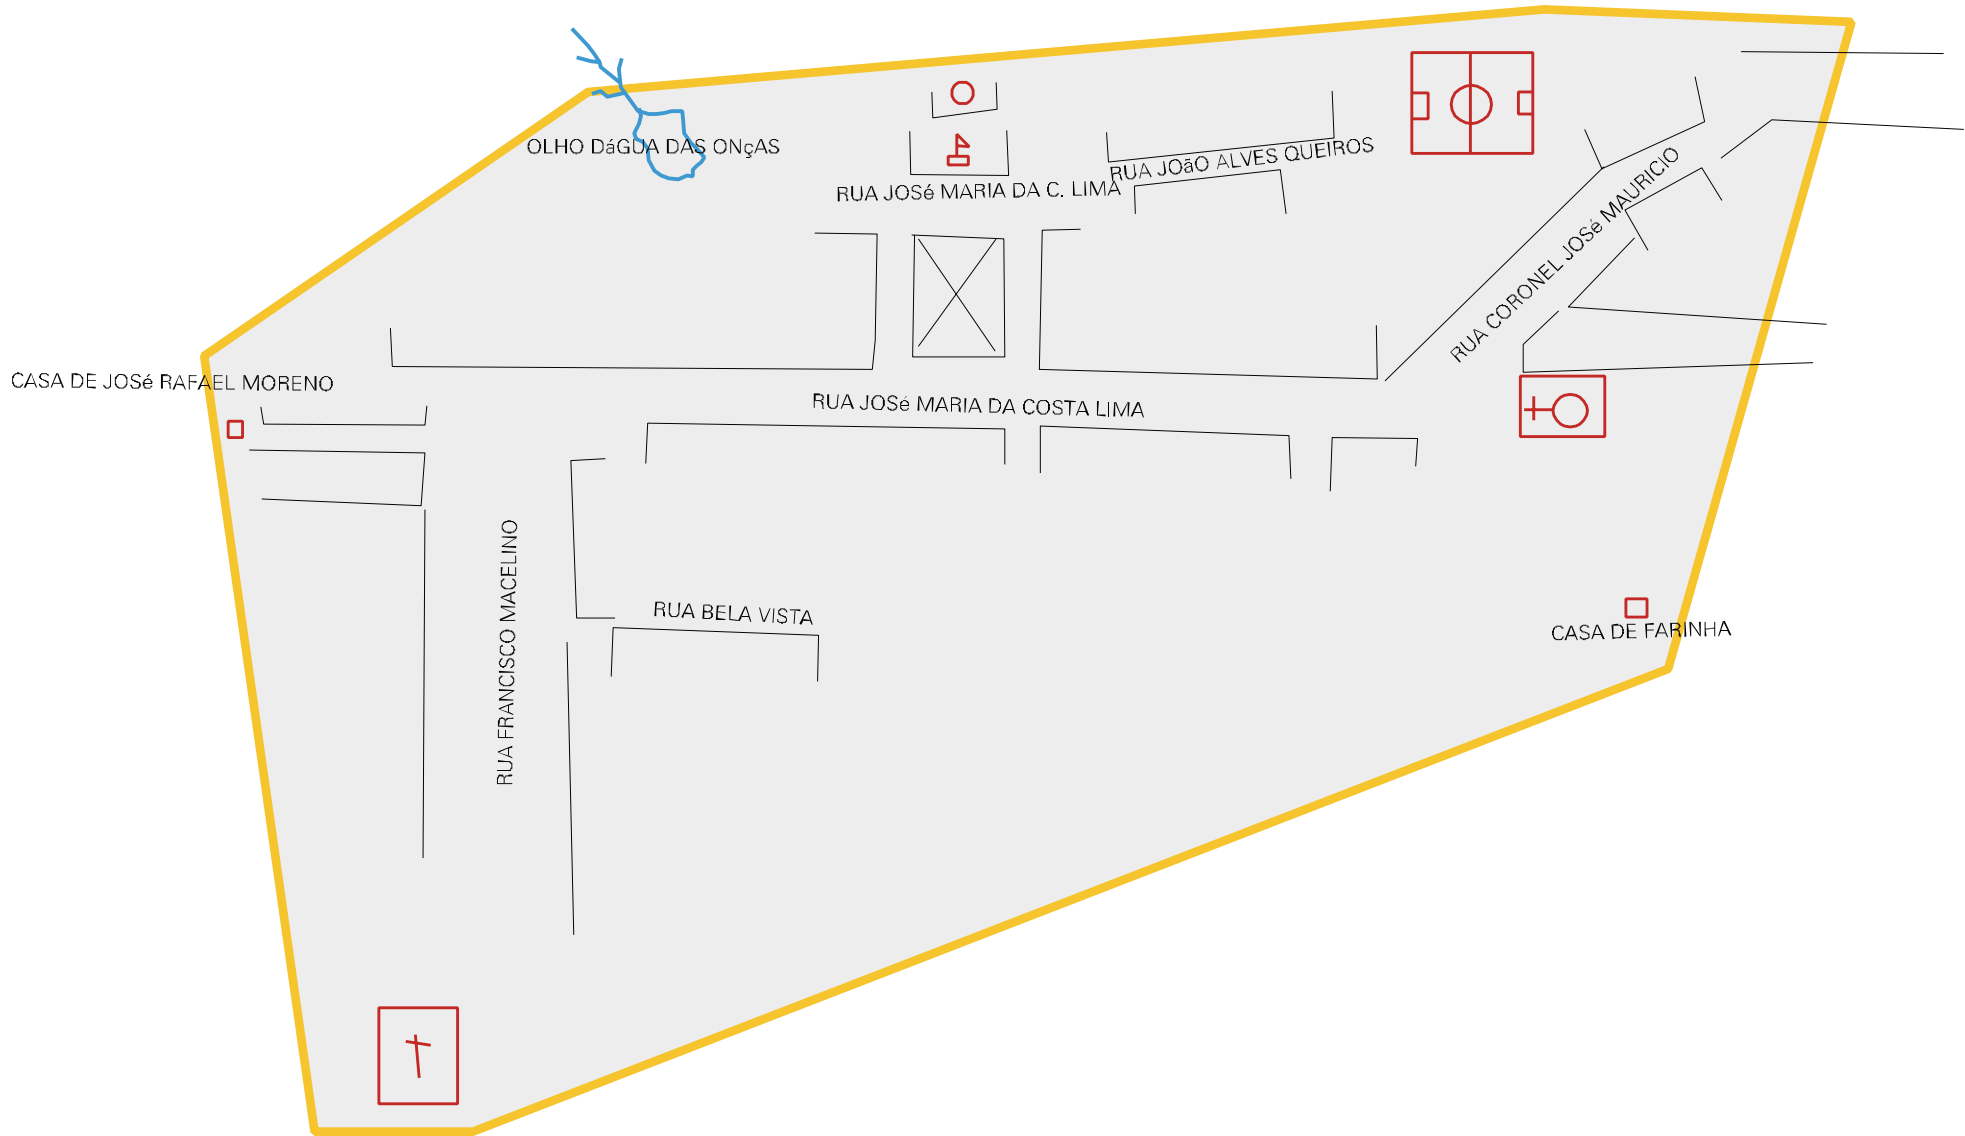 OLHO DáGUA DAS ONçAS
RUA JOãO ALVES QUEIROS
RUA JOSé MARIA DA C. LIMA
RUA CORONEL JOSé MAURICIO
CASA DE JOSé RAFAEL MORENO
RUA JOSé MARIA DA COSTA LIMA
RUA FRANCISCO MACELINO
RUA BELA VISTA
CASA DE FARINHA